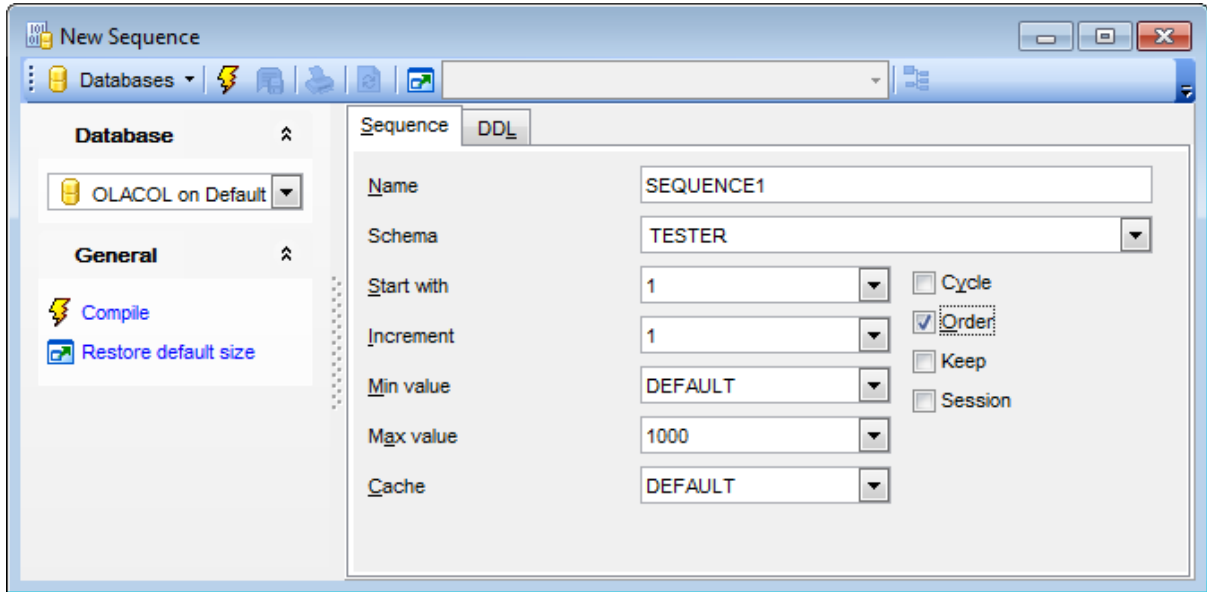 New Sequence
Databases
Database
OLACOL on Default
General
Compile
Restore default size
Sequence DDL
Name SEQUENCE1
Schema TESTER
Start with 1 Cycle
Increment 1 Order
Min value DEFAULT Keep
Session
Max value 1000
Cache DEFAULT